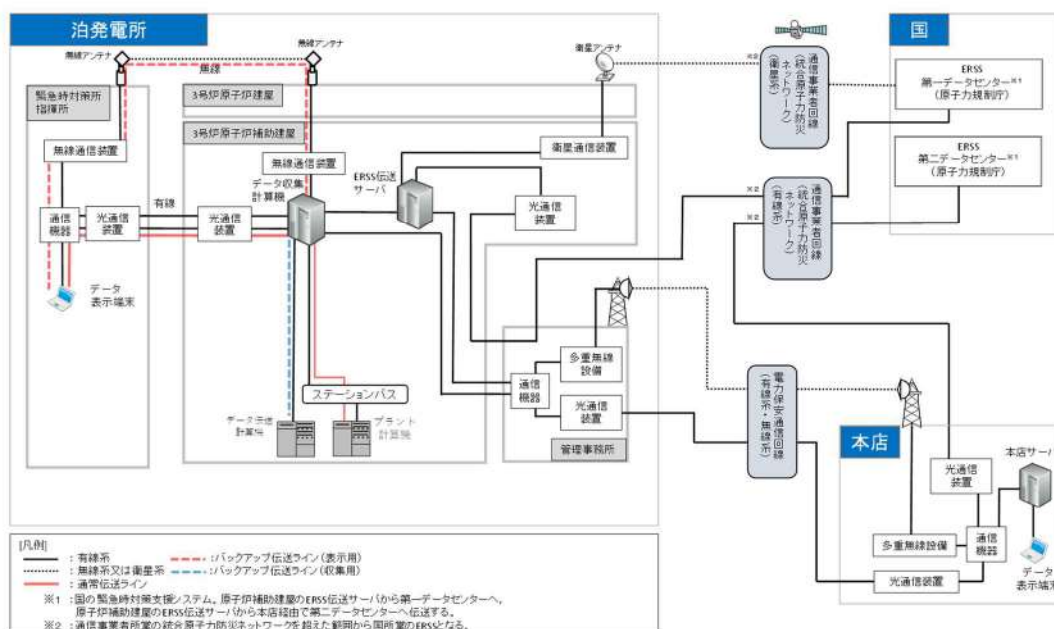 泊発電所
無線アンテナ
無線アンテナ
無線
衛星アンテナ
緊急時対策所
指揮所
3号炉原子炉建屋
3号炉原子炉補助建屋
無線通信装置
無線通信装置
データ収集
計算機
ERSS伝送
サーバ
衛星通信装置
有線
通信
機器
光通信
装置
光通信
装置
光通信
装置
データ
表示端末
ステーションバス
データ伝送
計算機
プラント
計算機
通信
機器
多重無線
設備
光通信
装置
管理事務所
※2
通信事業者回線
(統合原子力防災
ネットワーク)
(衛星系)
※2
※2
通信事業者回線
(統合原子力防災
ネットワーク)
(有線系)
電力保安通信回線
(有線系・無線系)
国
ERSS
第一データセンター※1
(原子力規制庁)
ERSS
第二データセンター※1
(原子力規制庁)
本店
本店サーバ
光通信
装置
多重無線設備
通信
機器
光通信装置
データ
表示端末
[凡例]
:有線系
:バックアップ伝送ライン(表示用)
:無線系又は衛星系
:バックアップ伝送ライン(収集用)
:通常伝送ライン
※1 :国の緊急時対策支援システム。原子炉補助建屋のERSS伝送サーバから第一データセンターへ、
原子炉補助建屋のERSS伝送サーバから本店経由で第二データセンターへ伝送する。
※2 :通信事業者所掌の統合原子力防災ネットワークを超えた範囲から国所掌のERSSとなる。